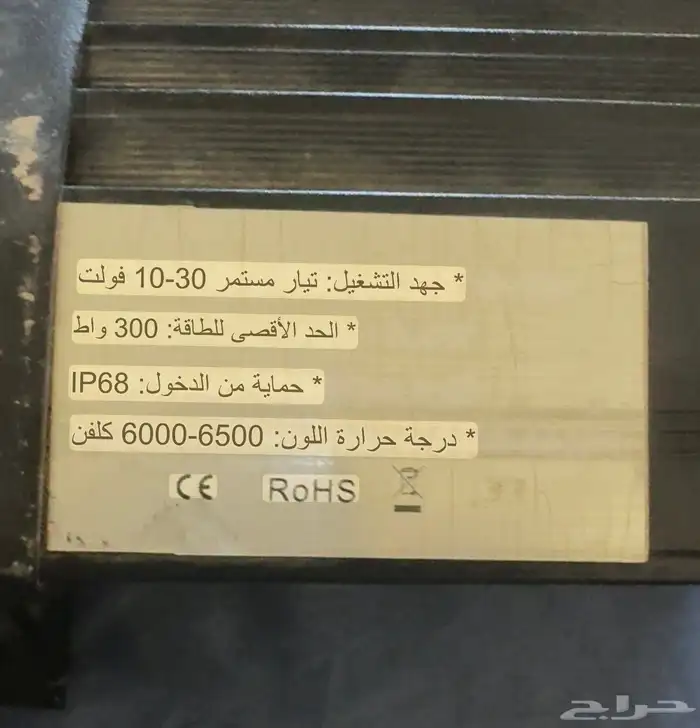 * جهد التشغيل: تيار مستمر 30-10 فولت
* الحد الأقصى للطاقة: 300 واط
* حماية من الدخول: IP68
* درجة حرارة اللون: 6500-6000 كلفن
CE RoHS
حراج